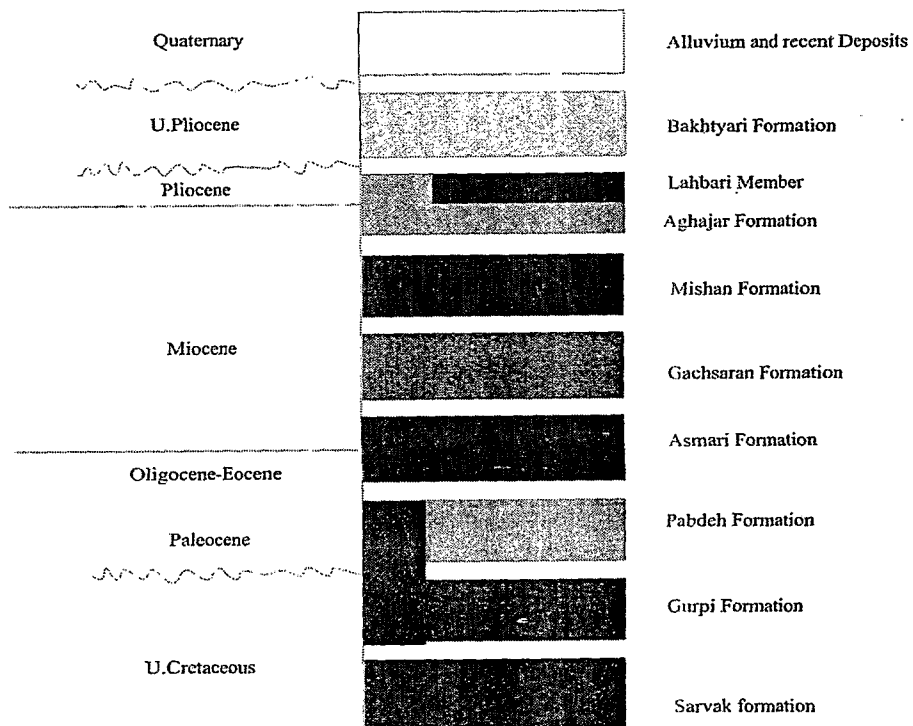 Quaternary
Alluvium and recent Deposits
U.Pliocene
Bakhtyari Formation
Pliocene
Lahbari Member
Aghajar Formation
Mishan Formation
Miocene
Gachsaran Formation
Asmari Formation
Oligocene-Eocene
Pabdeh Formation
Paleocene
Gurpi Formation
U.Cretaceous
Sarvak formation